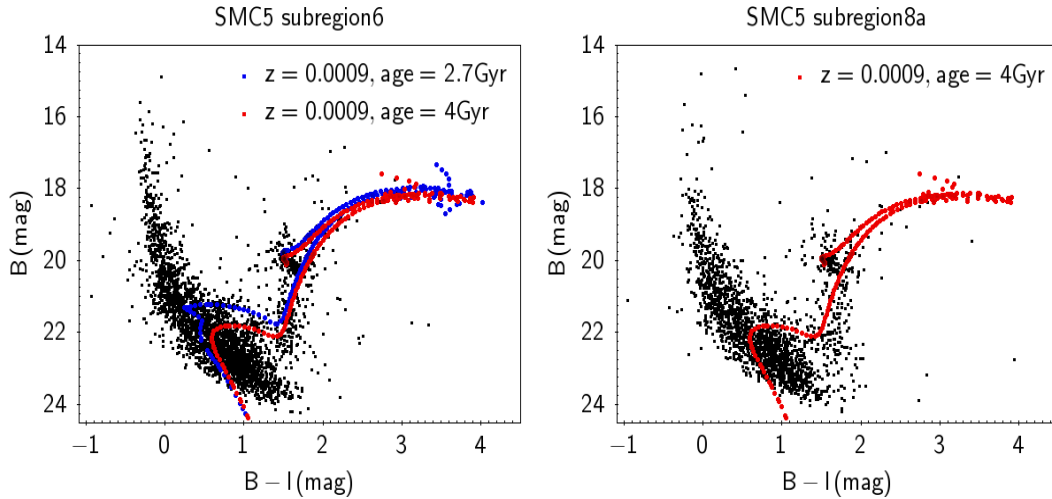 SMC5 subregion6
14
16
18
20
22
24
B (mag)
z = 0.0009, age = 2.7Gyr
z = 0.0009, age = 4Gyr
−1 0 1 2 3 4
B − I (mag)
SMC5 subregion8a
14
16
18
20
22
24
B (mag)
z = 0.0009, age = 4Gyr
−1 0 1 2 3 4
B − I (mag)